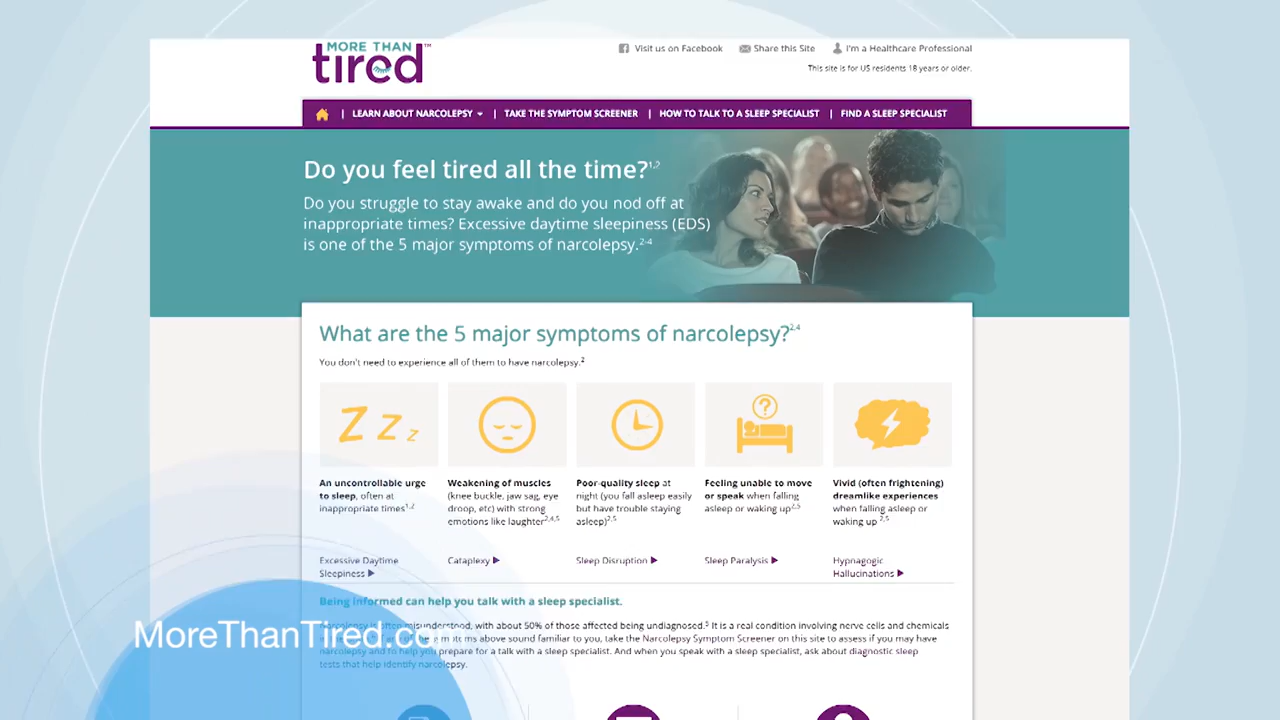 MORE THAN
tired™
Visit us on Facebook
Share this Site
I'm a Healthcare Professional
This site is for US residents 18 years or older.
| LEARN ABOUT NARCOLEPSY | TAKE THE SYMPTOM SCREENER | HOW TO TALK TO A SLEEP SPECIALIST | FIND A SLEEP SPECIALIST
Do you feel tired all the time?1,2
Do you struggle to stay awake and do you nod off at
inappropriate times? Excessive daytime sleepiness (EDS)
is one of the 5 major symptoms of narcolepsy.2-4
What are the 5 major symptoms of narcolepsy?2,4
You don't need to experience all of them to have narcolepsy.2
Z z z
?
An uncontrollable urge
to sleep, often at
inappropriate times1,2
Excessive Daytime
Sleepiness
Weakening of muscles
(knee buckle, jaw sag, eye
droop, etc) with strong
emotions like laughter2,4,5
Cataplexy
Poor-quality sleep at
night (you fall asleep easily
but have trouble staying
asleep)2,5
Sleep Disruption
Feeling unable to move
or speak when falling
asleep or waking up2,5
Sleep Paralysis
Vivid (often frightening)
dreamlike experiences
when falling asleep or
waking up 2,5
Hypnagogic
Hallucinations
Being informed can help you talk with a sleep specialist.
Narcolepsy is often misunderstood, with about 50% of those affected being undiagnosed.5 It is a real condition involving nerve cells and chemicals
above sound familiar to you, take the Narcolepsy Symptom Screener on this site to assess if you may have
narcolepsy and to help you prepare for a talk with a sleep specialist. And when you speak with a sleep specialist, ask about diagnostic sleep
tests that help identify narcolepsy.
MoreThanTired.co